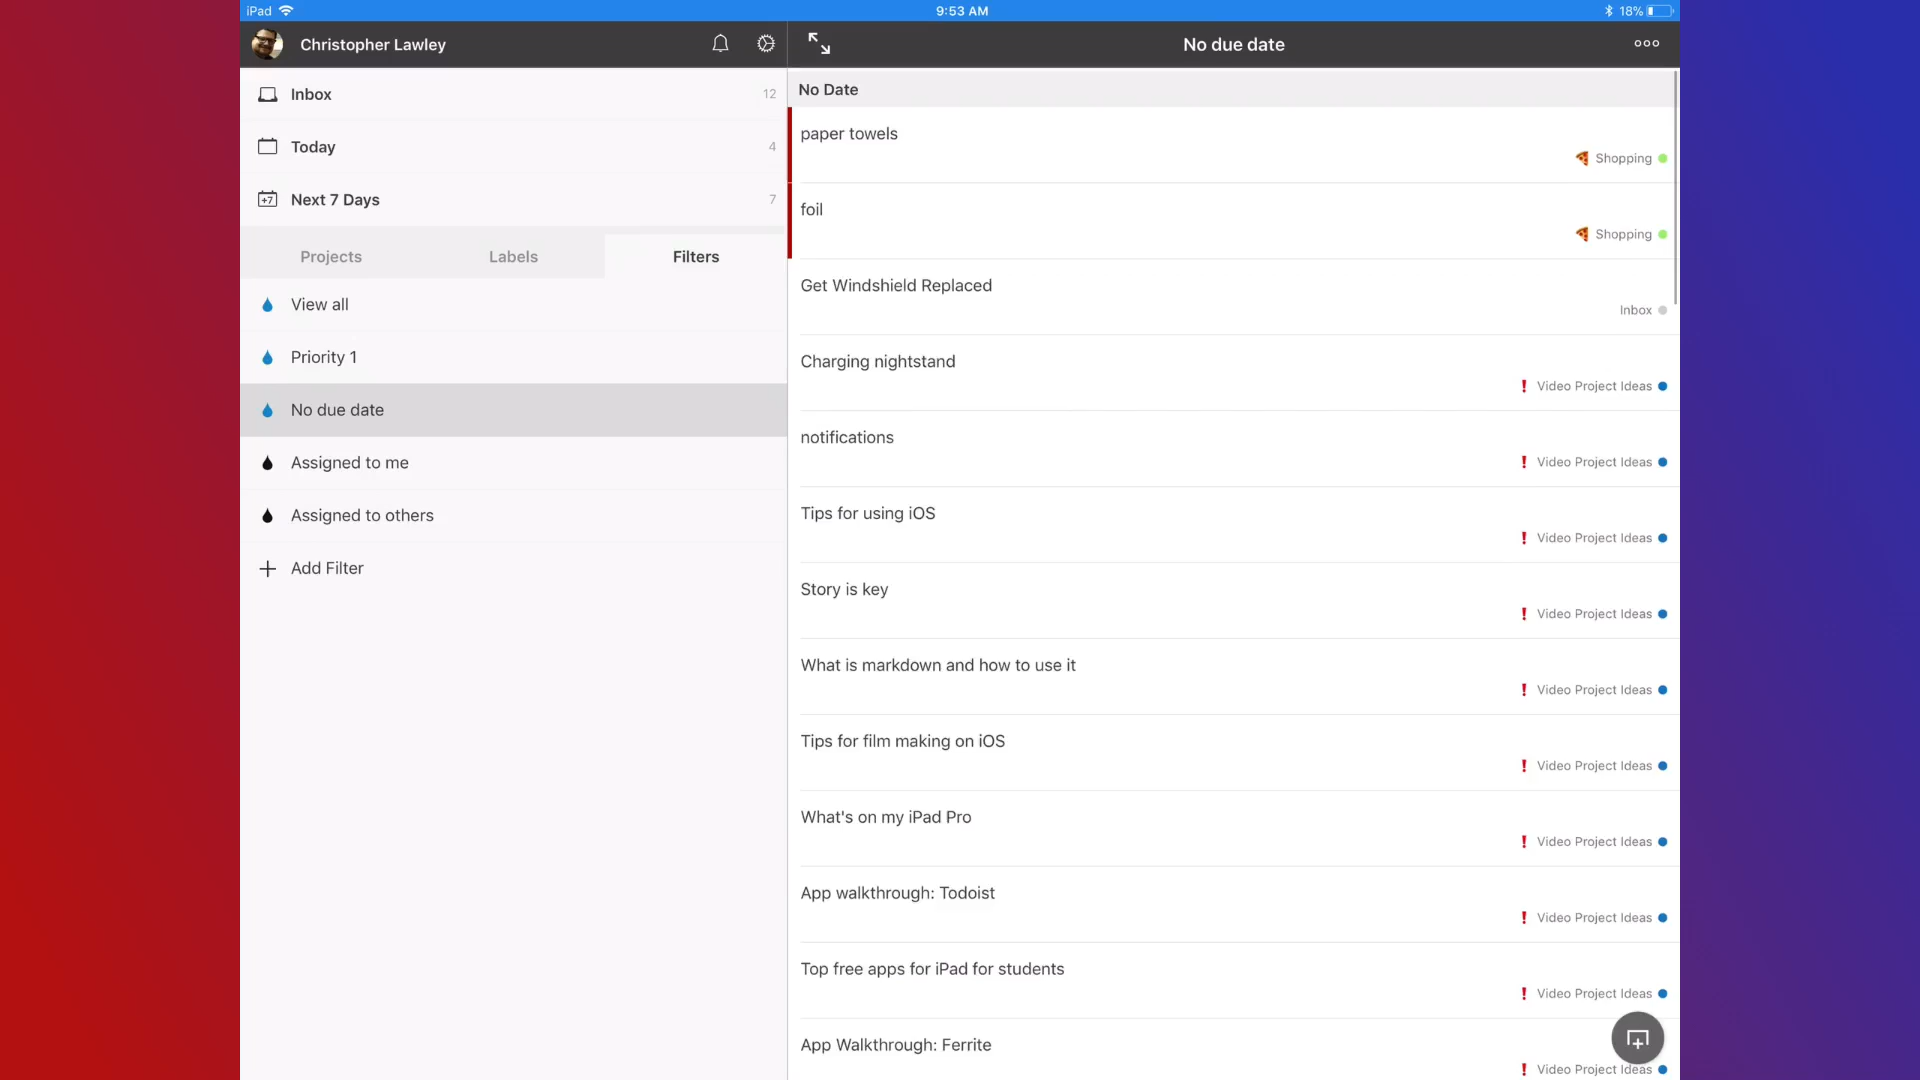 iPad
9:53 AM
18%
Christopher Lawley
No due date
Inbox 12
Today 4
Next 7 Days 7
Projects Labels Filters
View all
Priority 1
No due date
Assigned to me
Assigned to others
Add Filter
No Date
paper towels
Shopping
foil
Shopping
Get Windshield Replaced
Inbox
Charging nightstand
Video Project Ideas
notifications
Video Project Ideas
Tips for using iOS
Video Project Ideas
Story is key
Video Project Ideas
What is markdown and how to use it
Video Project Ideas
Tips for film making on iOS
Video Project Ideas
What's on my iPad Pro
Video Project Ideas
App walkthrough: Todoist
Video Project Ideas
Top free apps for iPad for students
Video Project Ideas
App Walkthrough: Ferrite
Video Project Ideas